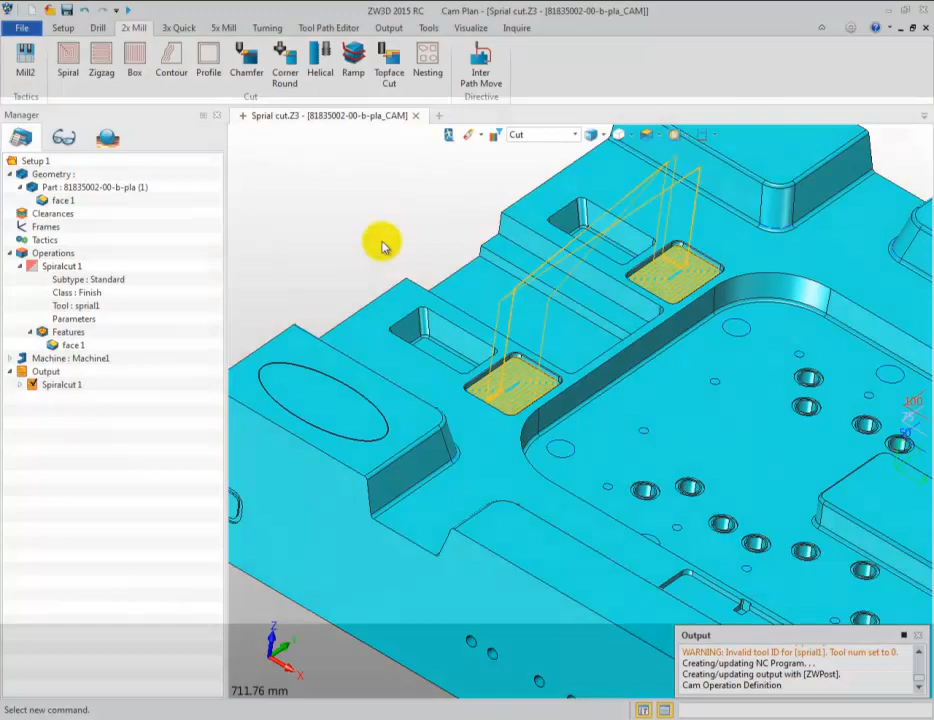 ZW3D 2015 RC Cam Plan - [Sprial cut.Z3 - [81835002-00-b-pla_CAM]]
File Setup Drill 2x Mill 3x Quick 5x Mill Turning Tool Path Editor Output Tools Visualize Inquire
Mill2 Spiral Zigzag Box Contour Profile Chamfer Corner Round Helical Ramp Topface Cut Nesting Inter Path Move
Tactics Cut Directive
Manager
Sprial cut.Z3 - [81835002-00-b-pla_CAM]
Cut
Setup 1
Geometry :
Part : 81835002-00-b-pla (1)
face 1
Clearances
Frames
Tactics
Operations
Spiralcut 1
Subtype : Standard
Class : Finish
Tool : sprial1
Parameters
Features
face 1
Machine : Machine1
Output
Spiralcut 1
100
50
Z
X
711.76 mm
Output
WARNING: Invalid tool ID for [sprial1]. Tool num set to 0.
Creating/updating NC Program. . .
Creating/updating output with [ZWPost].
Cam Operation Definition
Select new command.